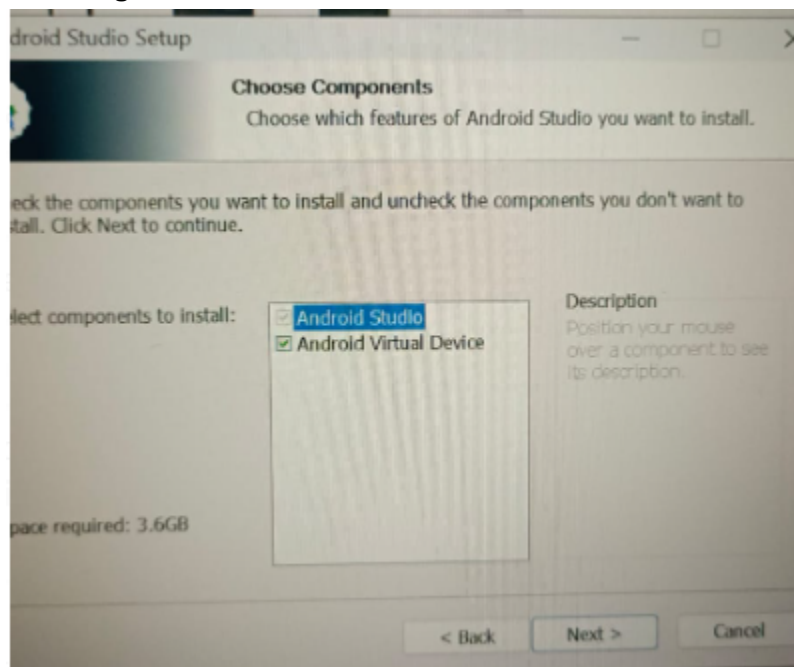 droid Studio Setup
Choose Components
Choose which features of Android Studio you want to install.
eck the components you want to install and uncheck the components you don't want to
tall. Click Next to continue.
elect components to install:
Android Studio
Android Virtual Device
Description
Position your mouse
over a component to see
its description.
pace required: 3.6GB
< Back
Next >
Cancel